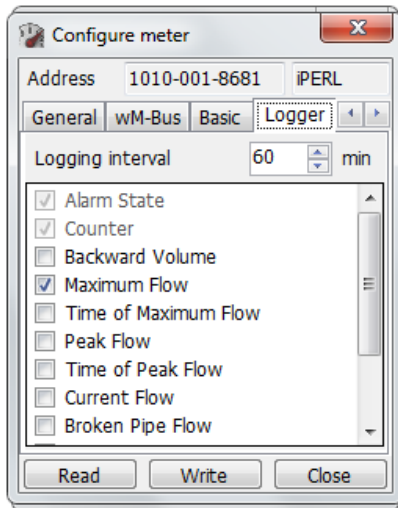 Configure meter
Address 1010-001-8681 iPERL
General wM-Bus Basic Logger
Logging interval 60 min
Alarm State
Counter
Backward Volume
Maximum Flow
Time of Maximum Flow
Peak Flow
Time of Peak Flow
Current Flow
Broken Pipe Flow
Read Write Close